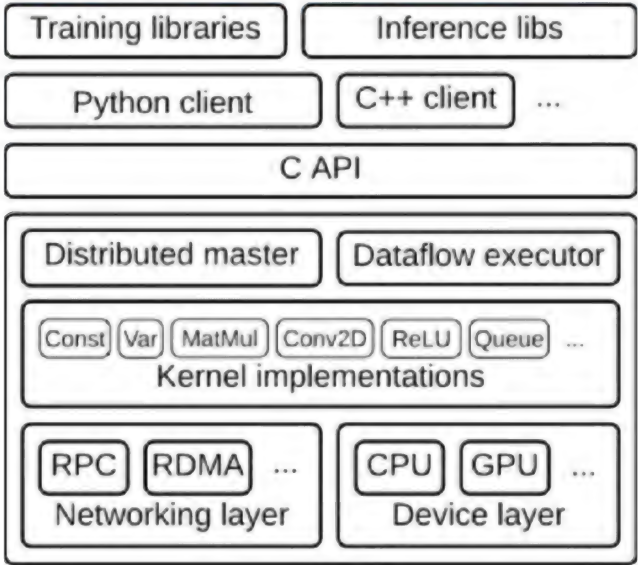 Training libraries Inference libs
Python client C++ client ...
C API
Distributed master Dataflow executor
Const Var MatMul Conv2D ReLU Queue ...
Kernel implementations
RPC RDMA ... CPU GPU ...
Networking layer Device layer